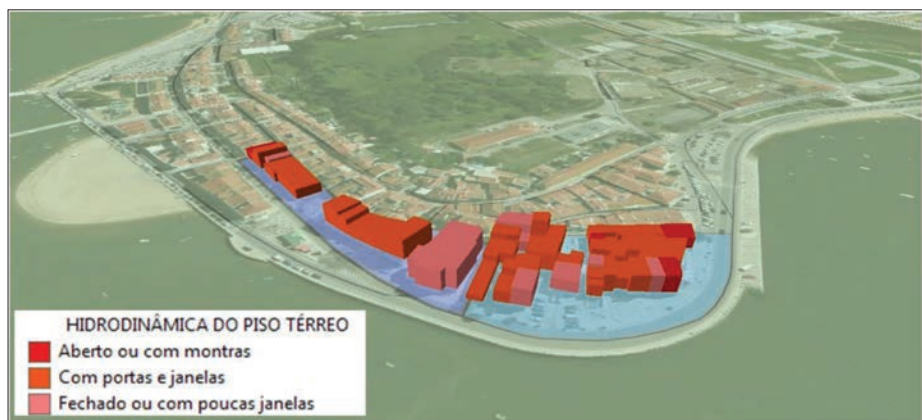 HIDRODINÂMICA DO PISO TÉRREO
Aberto ou com montras
Com portas e janelas
Fechado ou com poucas janelas